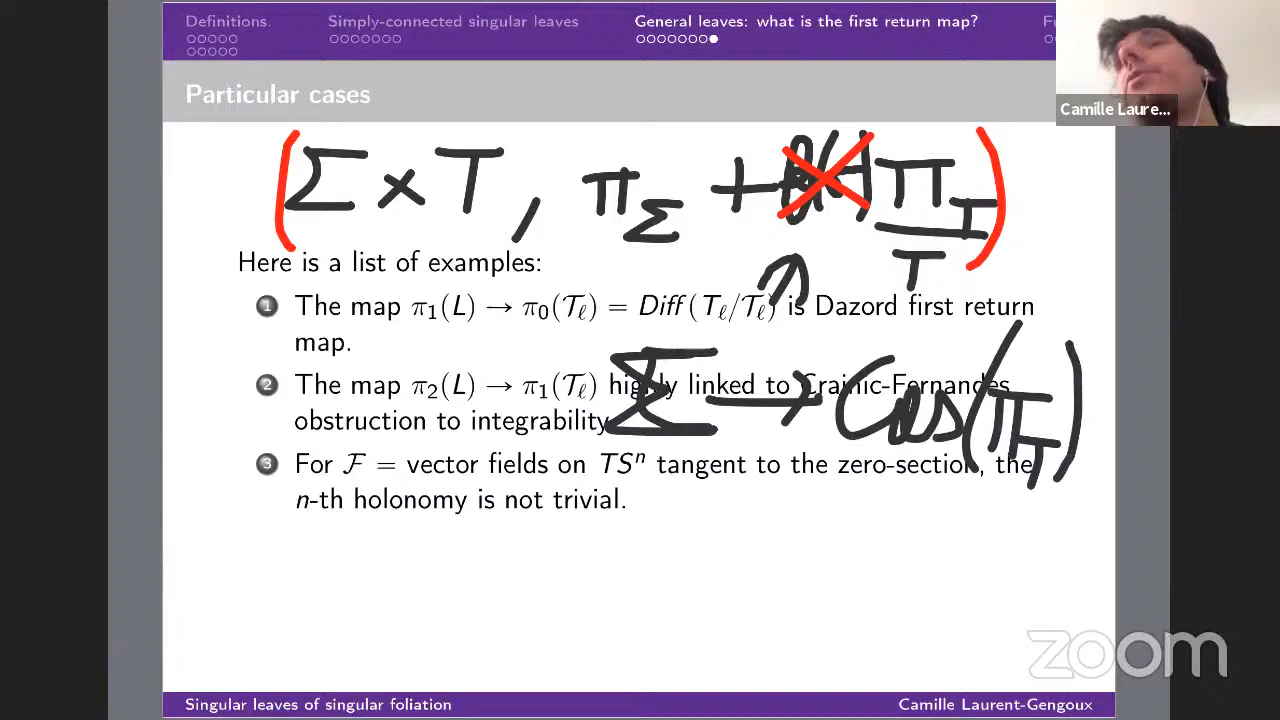 Definitions.
Simply-connected singular leaves
General leaves: what is the first return map?
Particular cases
Camille Laure...
(Σ × T, π_Σ + π_T)
T
Here is a list of examples:
1 The map π₁(L) → π₀(𝒯_ℓ) = Diff(T_ℓ/𝒯_ℓ) is Dazord first return
map.
2 The map π₂(L) → π₁(𝒯_ℓ) highly linked to Crainic-Fernandes
obstruction to integrability
Σ → Cas(π_T)
3 For ℱ = vector fields on TSⁿ tangent to the zero-section, the
n-th holonomy is not trivial.
zoom
Singular leaves of singular foliation
Camille Laurent-Gengoux